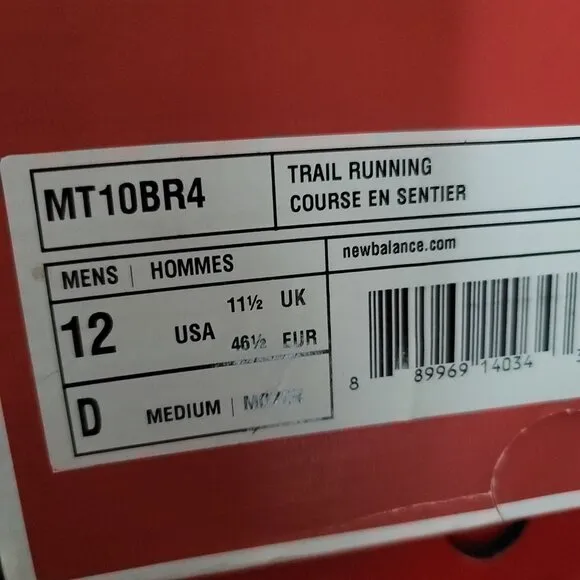 MT10BR4
TRAIL RUNNING
COURSE EN SENTIER
MENS | HOMMES
newbalance.com
12 USA
11½ UK
46½ EUR
D MEDIUM |
8 89969 14034